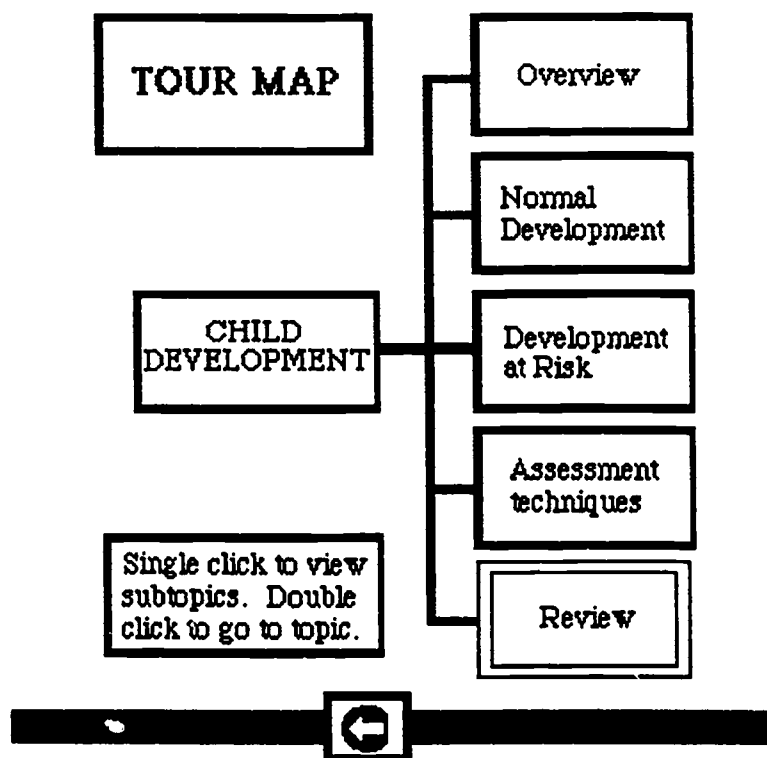 TOUR MAP
Overview
Normal
Development
CHILD
DEVELOPMENT
Development
at Risk
Assessment
techniques
Single click to view
subtopics. Double
click to go to topic.
Review